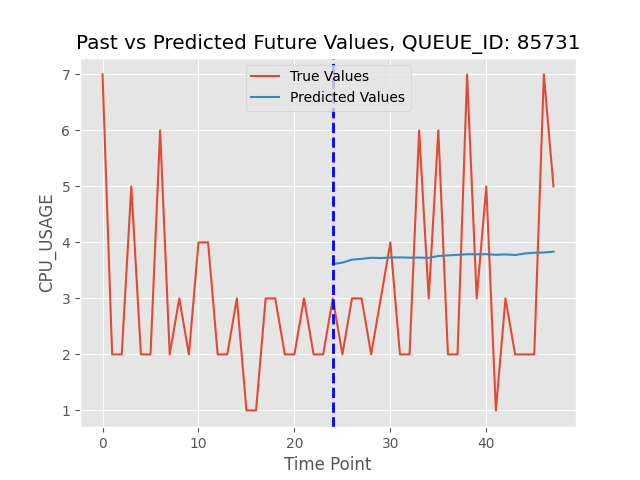 Past vs Predicted Future Values, QUEUE_ID: 85731
True Values
Predicted Values
CPU_USAGE
7
6
5
4
3
2
1
0
10
20
30
40
Time Point